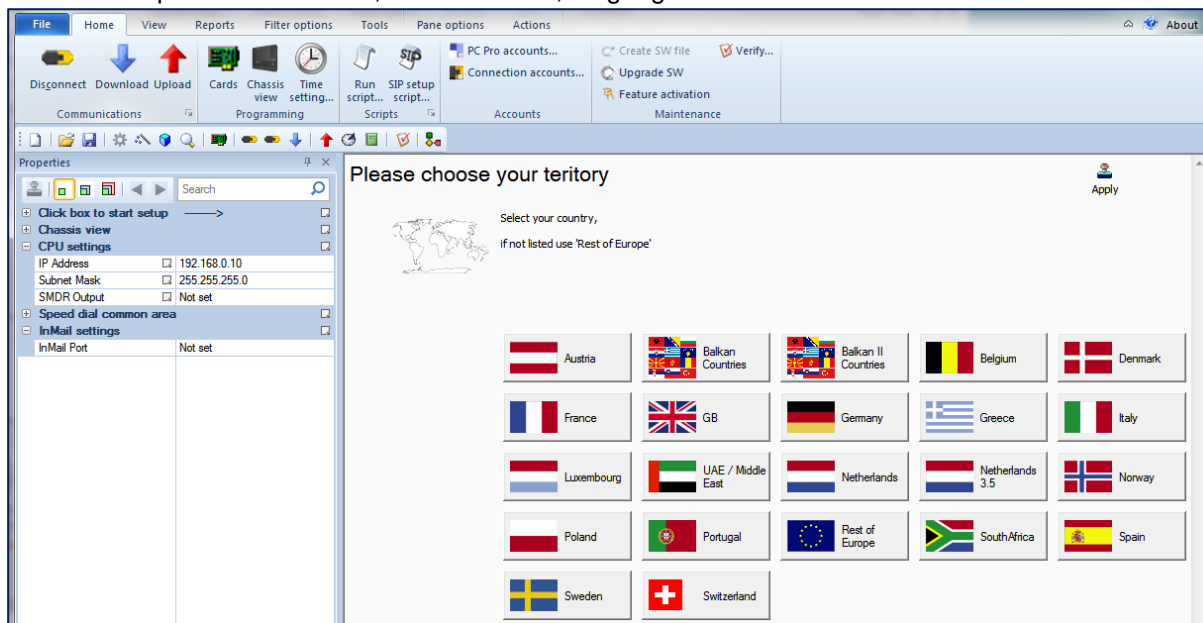 File Home View Reports Filter options Tools Pane options Actions About
PC Pro accounts... Create SW file Verify...
Connection accounts... Upgrade SW
Feature activation
Disconnect Download Upload Cards Chassis view Time setting... Run script... SIP setup script...
Communications Programming Scripts Accounts Maintenance
Properties
Search
Click box to start setup ----->
Chassis view
CPU settings
IP Address 192.168.0.10
Subnet Mask 255.255.255.0
SMDR Output Not set
Speed dial common area
InMail settings
InMail Port Not set
Please choose your teritory
Apply
Select your country,
if not listed use 'Rest of Europe'
Austria Balkan Countries Balkan II Countries Belgium Denmark
France GB Germany Greece Italy
Luxembourg UAE / Middle East Netherlands Netherlands 3.5 Norway
Poland Portugal Rest of Europe SouthAfrica Spain
Sweden Switzerland